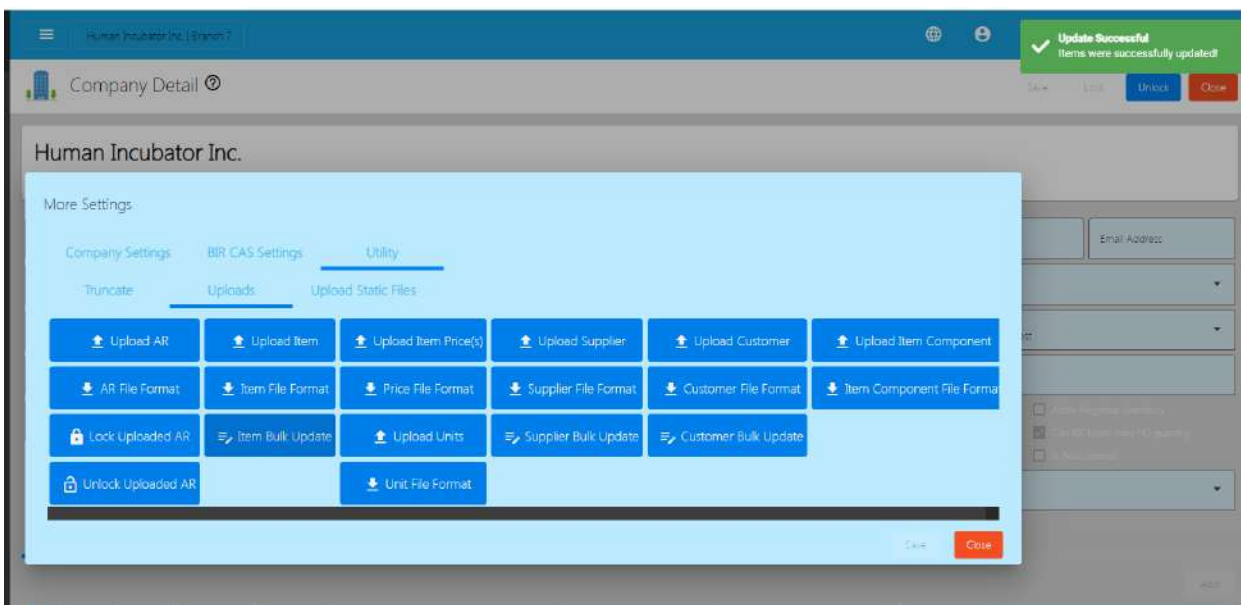 Human Incubator Inc. | Branch 7
Update Successful
Items were successfully updated!
Company Detail
Save Lock Unlock Close
Human Incubator Inc.
More Settings
Company Settings BIR CAS Settings Utility
Email Address
Truncate Uploads Upload Static Files
Upload AR Upload Item Upload Item Price(s) Upload Supplier Upload Customer Upload Item Component
AR File Format Item File Format Price File Format Supplier File Format Customer File Format Item Component File Forma
Lock Uploaded AR Item Bulk Update Upload Units Supplier Bulk Update Customer Bulk Update
Unlock Uploaded AR Unit File Format
Save Close
Add